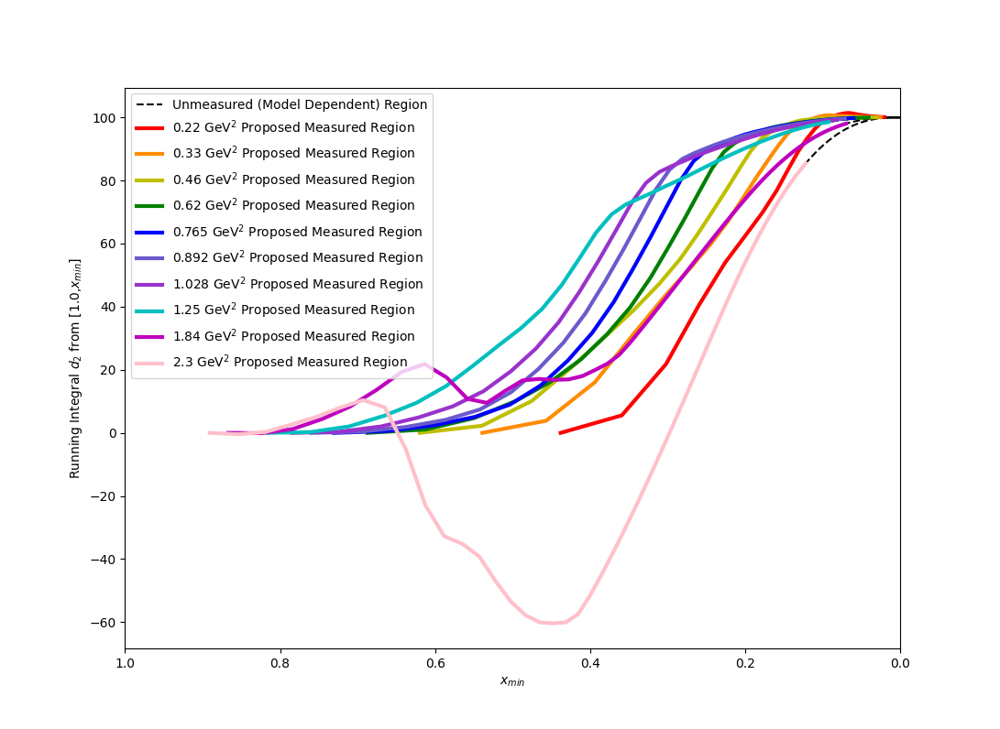 Unmeasured (Model Dependent) Region
0.22 GeV² Proposed Measured Region
0.33 GeV² Proposed Measured Region
0.46 GeV² Proposed Measured Region
0.62 GeV² Proposed Measured Region
0.765 GeV² Proposed Measured Region
0.892 GeV² Proposed Measured Region
1.028 GeV² Proposed Measured Region
1.25 GeV² Proposed Measured Region
1.84 GeV² Proposed Measured Region
2.3 GeV² Proposed Measured Region
Running Integral d₂ from [1.0,x_min]
100
80
60
40
20
0
−20
−40
−60
1.0 0.8 0.6 0.4 0.2 0.0
x_min